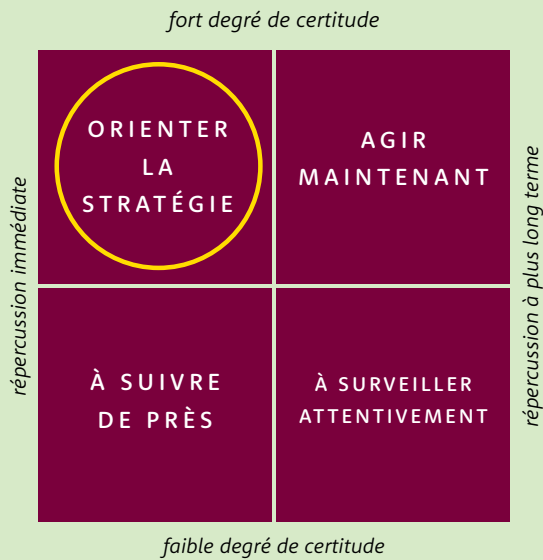 fort degré de certitude
répercussion immédiate
ORIENTER
LA
STRATÉGIE
AGIR
MAINTENANT
répercussion à plus long terme
À SUIVRE
DE PRÈS
À SURVEILLER
ATTENTIVEMENT
faible degré de certitude